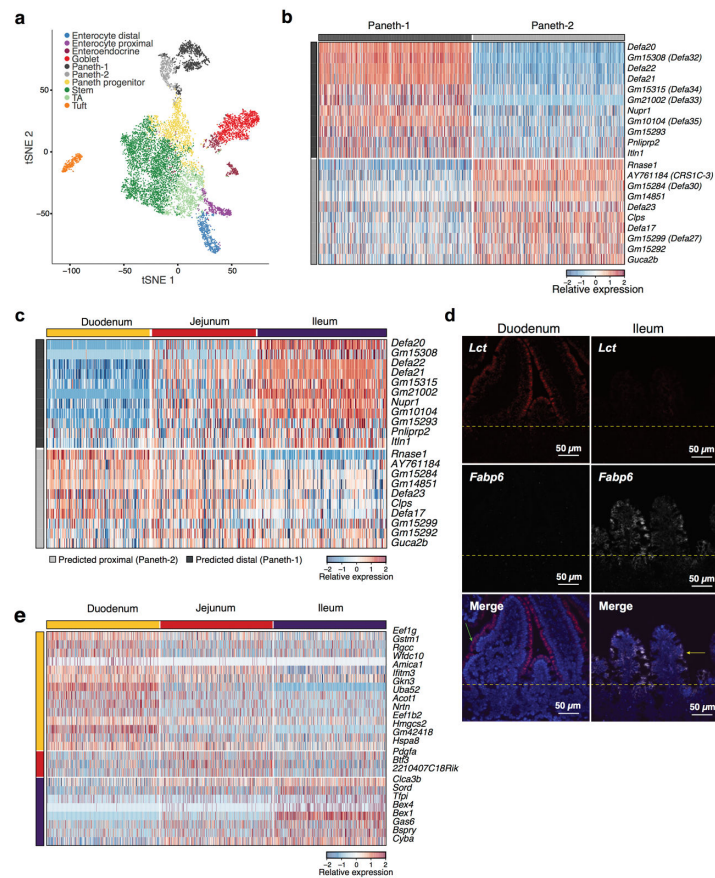 a
Enterocyte distal
Enterocyte proximal
Enteroendocrine
Goblet
Paneth-1
Paneth-2
Paneth progenitor
Stem
TA
Tuft
50
0
−50
tSNE 2
−100
−50
0
50
tSNE 1
b
Paneth-1
Paneth-2
Defa20
Gm15308 (Defa32)
Defa22
Defa21
Gm15315 (Defa34)
Gm21002 (Defa33)
Nupr1
Gm10104 (Defa35)
Gm15293
Pnliprp2
Itln1
Rnase1
AY761184 (CRS1C-3)
Gm15284 (Defa30)
Gm14851
Defa23
Clps
Defa17
Gm15299 (Defa27)
Gm15292
Guca2b
−2 −1 0 1 2
Relative expression
c
Duodenum
Jejunum
Ileum
Defa20
Gm15308
Defa22
Defa21
Gm15315
Gm21002
Nupr1
Gm10104
Gm15293
Pnliprp2
Itln1
Rnase1
AY761184
Gm15284
Gm14851
Defa23
Clps
Defa17
Gm15299
Gm15292
Guca2b
Predicted proximal (Paneth-2)
Predicted distal (Paneth-1)
−2 −1 0 1 2
Relative expression
d
Duodenum
Ileum
Lct
50 µm
Lct
50 µm
Fabp6
50 µm
Fabp6
50 µm
Merge
50 µm
Merge
50 µm
e
Duodenum
Jejunum
Ileum
Eef1g
Gstm1
Rgcc
Wfdc10
Amica1
Ifitm3
Gkn3
Uba52
Acot1
Nrtn
Eef1b2
Hmgcs2
Gm42418
Hspa8
Pdgfa
Btf3
2210407C18Rik
Clca3b
Sord
Tfpi
Bex4
Bex1
Gas6
Bspry
Cyba
−2 −1 0 1 2
Relative expression